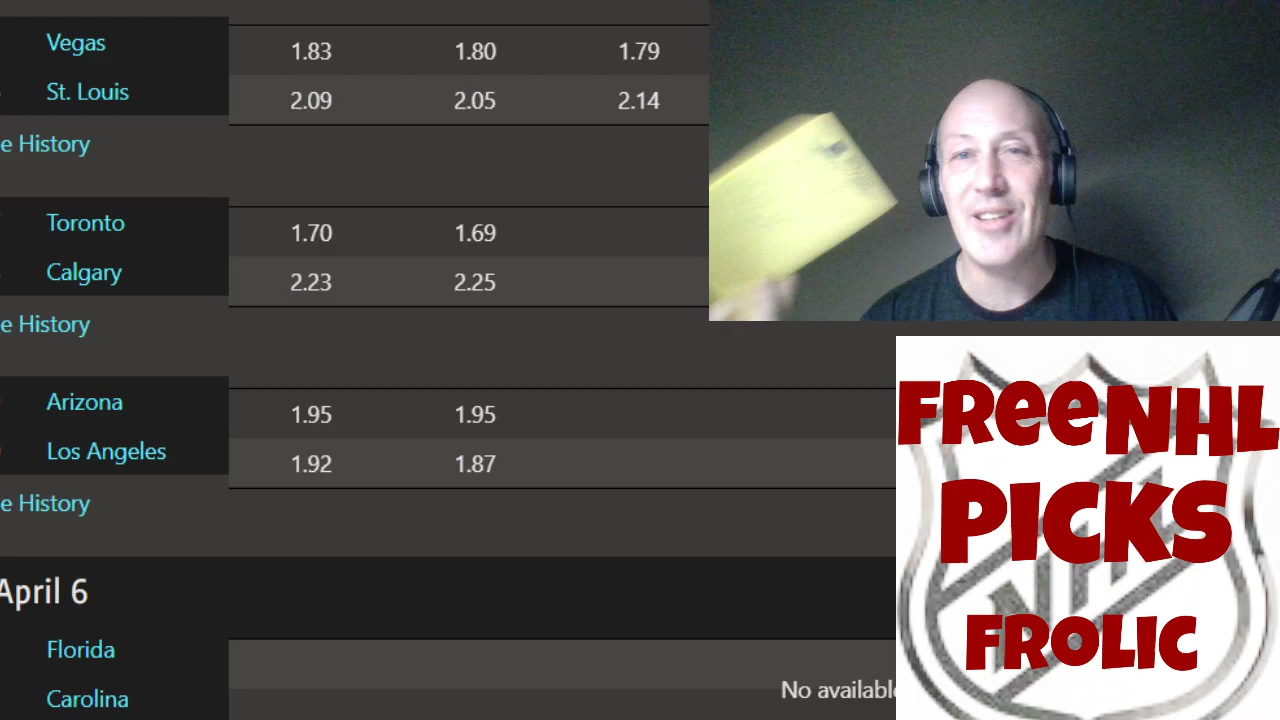 Vegas 1.83 1.80 1.79
St. Louis 2.09 2.05 2.14
e History
Toronto 1.70 1.69
Calgary 2.23 2.25
e History
Arizona 1.95 1.95
Los Angeles 1.92 1.87
e History
April 6
Florida
Carolina
No available
FReeNHL
PICKS
FROLIC
NHL